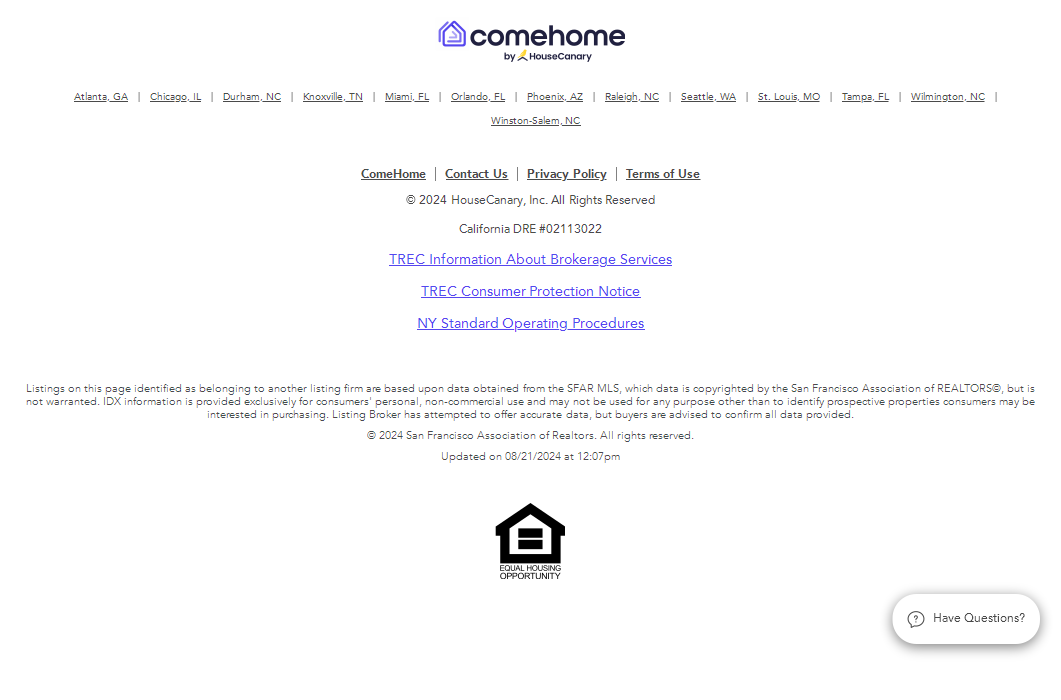 comehome
by HouseCanary
Atlanta, GA | Chicago, IL | Durham, NC | Knoxville, TN | Miami, FL | Orlando, FL | Phoenix, AZ | Raleigh, NC | Seattle, WA | St. Louis, MO | Tampa, FL | Wilmington, NC |
Winston-Salem, NC
ComeHome | Contact Us | Privacy Policy | Terms of Use
© 2024 HouseCanary, Inc. All Rights Reserved
California DRE #02113022
TREC Information About Brokerage Services
TREC Consumer Protection Notice
NY Standard Operating Procedures
Listings on this page identified as belonging to another listing firm are based upon data obtained from the SFAR MLS, which data is copyrighted by the San Francisco Association of REALTORS©, but is
not warranted. IDX information is provided exclusively for consumers' personal, non-commercial use and may not be used for any purpose other than to identify prospective properties consumers may be
interested in purchasing. Listing Broker has attempted to offer accurate data, but buyers are advised to confirm all data provided.
© 2024 San Francisco Association of Realtors. All rights reserved.
Updated on 08/21/2024 at 12:07pm
EQUAL HOUSING
OPPORTUNITY
Have Questions?